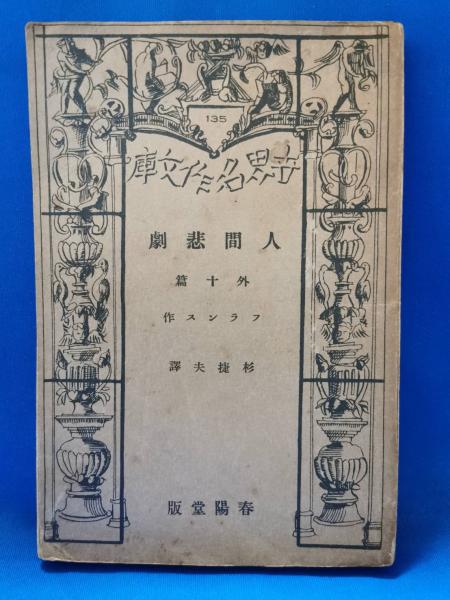 135
世界名作文庫
人間悲劇
外十篇
フランス作
杉捷夫譯
春陽堂版